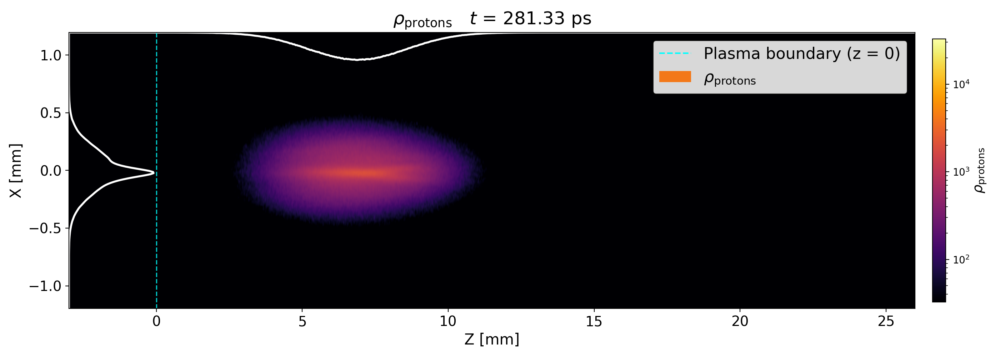 ρprotons t = 281.33 ps
Plasma boundary (z = 0)
ρprotons
1.0
0.5
0.0
−0.5
−1.0
X [mm]
0 5 10 15 20 25
Z [mm]
10⁴
10³
10²
ρprotons